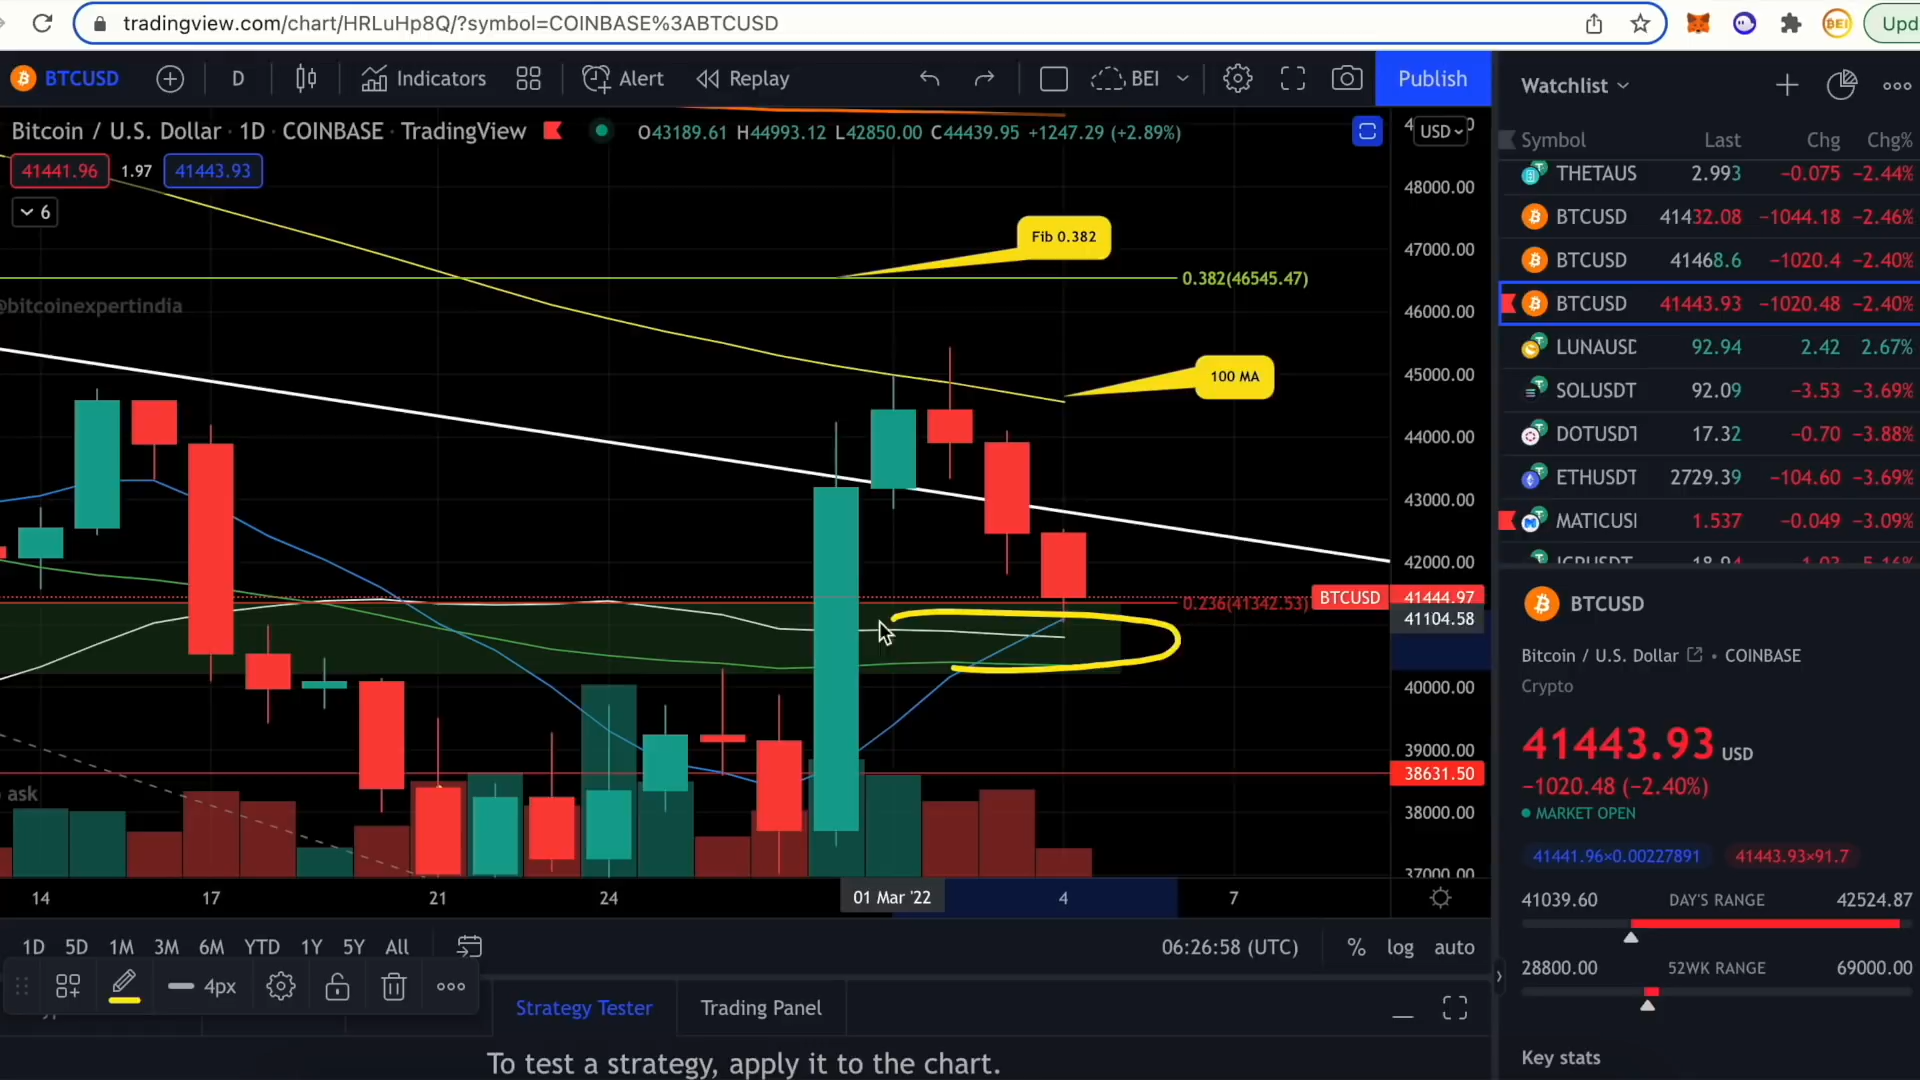 tradingview.com/chart/HRLuHp8Q/?symbol=COINBASE%3ABTCUSD
BEI
Upd
BTCUSD
D
Indicators
Alert
Replay
BEI
Publish
Watchlist
Bitcoin / U.S. Dollar · 1D · COINBASE · TradingView
O43189.61 H44993.12 L42850.00 C44439.95 +1247.29 (+2.89%)
USD
41441.96 1.97 41443.93
6
Symbol Last Chg Chg%
THETAUS 2.993 −0.075 −2.44%
BTCUSD 41432.08 −1044.18 −2.46%
BTCUSD 41468.6 −1020.4 −2.40%
BTCUSD 41443.93 −1020.48 −2.40%
LUNAUSD 92.94 2.42 2.67%
SOLUSDT 92.09 −3.53 −3.69%
DOTUSDT 17.32 −0.70 −3.88%
ETHUSDT 2729.39 −104.60 −3.69%
MATICUSI 1.537 −0.049 −3.09%
48000.00
47000.00
46000.00
45000.00
44000.00
43000.00
42000.00
BTCUSD 41444.97
41104.58
40000.00
39000.00
38631.50
38000.00
37000.00
Fib 0.382
0.382(46545.47)
@bitcoinexpertindia
100 MA
0.236(41342.53)
ask
14 17 21 24 01 Mar '22 4 7
1D 5D 1M 3M 6M YTD 1Y 5Y All
06:26:58 (UTC) % log auto
4px
Strategy Tester
Trading Panel
To test a strategy, apply it to the chart.
BTCUSD
Bitcoin / U.S. Dollar • COINBASE
Crypto
41443.93 USD
−1020.48 (−2.40%)
MARKET OPEN
41441.96×0.00227891 41443.93×91.7
41039.60 DAY'S RANGE 42524.87
28800.00 52WK RANGE 69000.00
Key stats